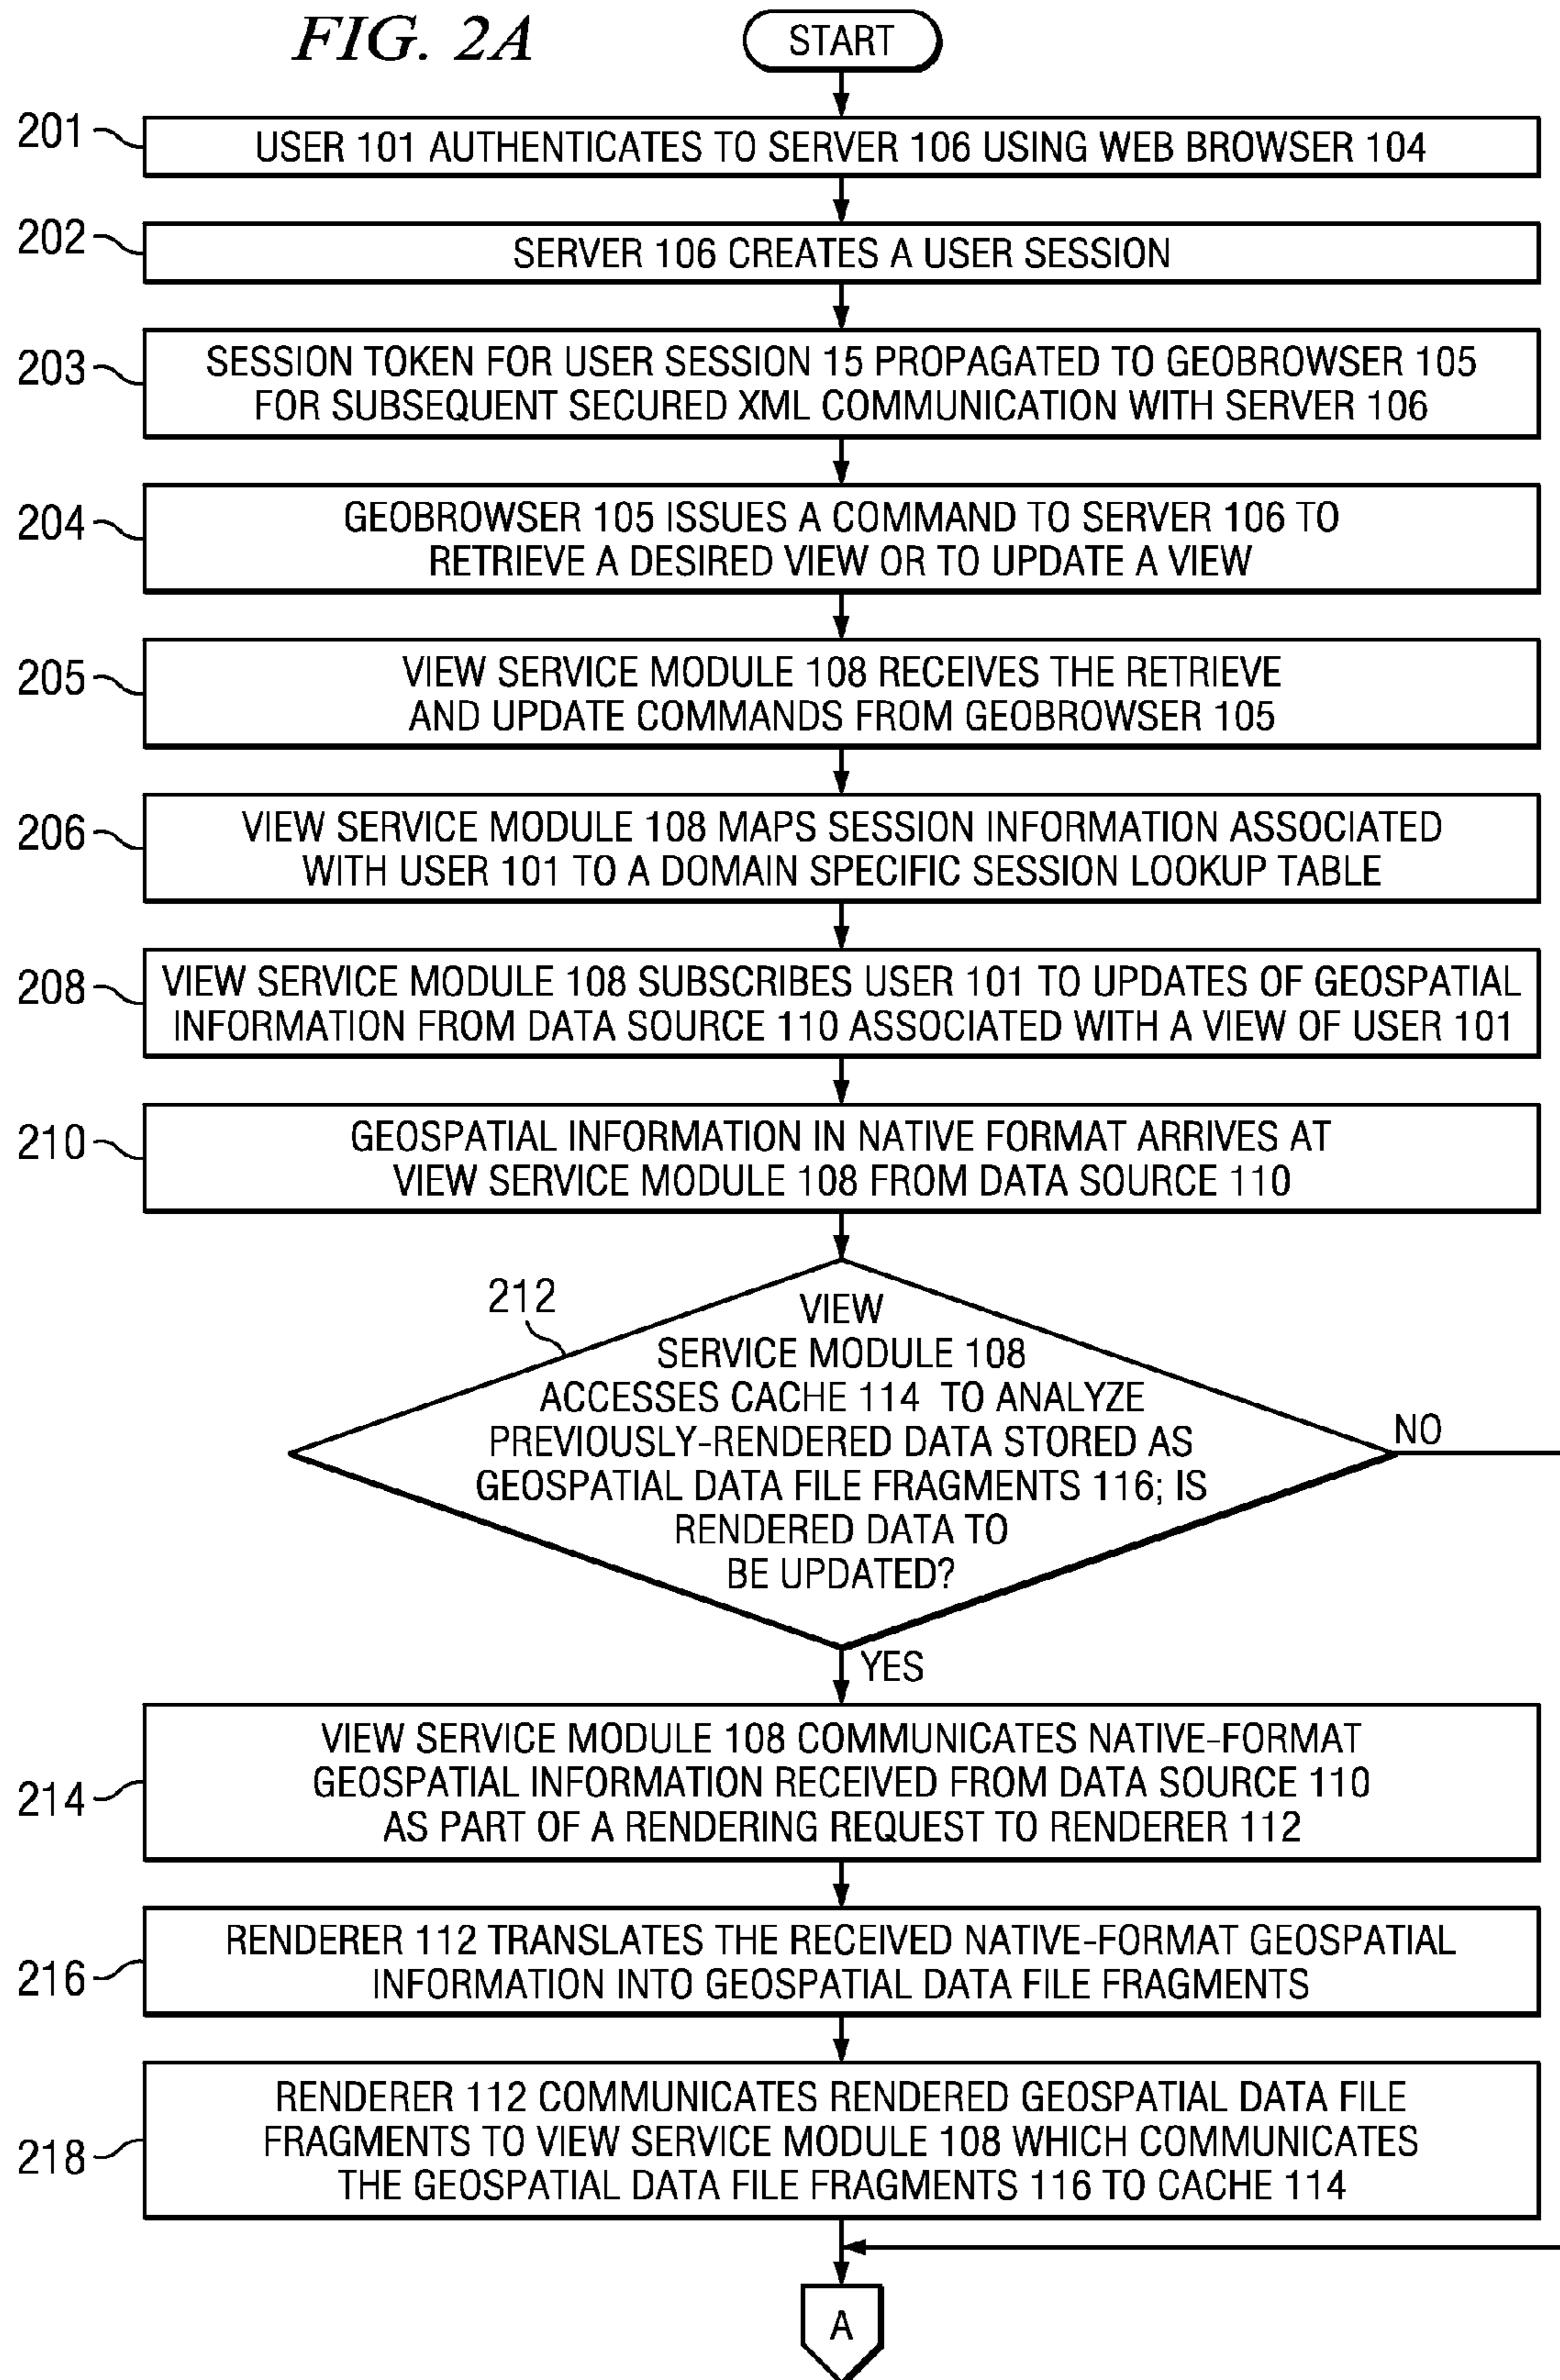 FIG. 2A
START
201
USER 101 AUTHENTICATES TO SERVER 106 USING WEB BROWSER 104
202
SERVER 106 CREATES A USER SESSION
203
SESSION TOKEN FOR USER SESSION 15 PROPAGATED TO GEOBROWSER 105
FOR SUBSEQUENT SECURED XML COMMUNICATION WITH SERVER 106
204
GEOBROWSER 105 ISSUES A COMMAND TO SERVER 106 TO
RETRIEVE A DESIRED VIEW OR TO UPDATE A VIEW
205
VIEW SERVICE MODULE 108 RECEIVES THE RETRIEVE
AND UPDATE COMMANDS FROM GEOBROWSER 105
206
VIEW SERVICE MODULE 108 MAPS SESSION INFORMATION ASSOCIATED
WITH USER 101 TO A DOMAIN SPECIFIC SESSION LOOKUP TABLE
208
VIEW SERVICE MODULE 108 SUBSCRIBES USER 101 TO UPDATES OF GEOSPATIAL
INFORMATION FROM DATA SOURCE 110 ASSOCIATED WITH A VIEW OF USER 101
210
GEOSPATIAL INFORMATION IN NATIVE FORMAT ARRIVES AT
VIEW SERVICE MODULE 108 FROM DATA SOURCE 110
212
VIEW
SERVICE MODULE 108
ACCESSES CACHE 114 TO ANALYZE
PREVIOUSLY-RENDERED DATA STORED AS
GEOSPATIAL DATA FILE FRAGMENTS 116; IS
RENDERED DATA TO
BE UPDATED?
NO
YES
214
VIEW SERVICE MODULE 108 COMMUNICATES NATIVE-FORMAT
GEOSPATIAL INFORMATION RECEIVED FROM DATA SOURCE 110
AS PART OF A RENDERING REQUEST TO RENDERER 112
216
RENDERER 112 TRANSLATES THE RECEIVED NATIVE-FORMAT GEOSPATIAL
INFORMATION INTO GEOSPATIAL DATA FILE FRAGMENTS
218
RENDERER 112 COMMUNICATES RENDERED GEOSPATIAL DATA FILE
FRAGMENTS TO VIEW SERVICE MODULE 108 WHICH COMMUNICATES
THE GEOSPATIAL DATA FILE FRAGMENTS 116 TO CACHE 114
A